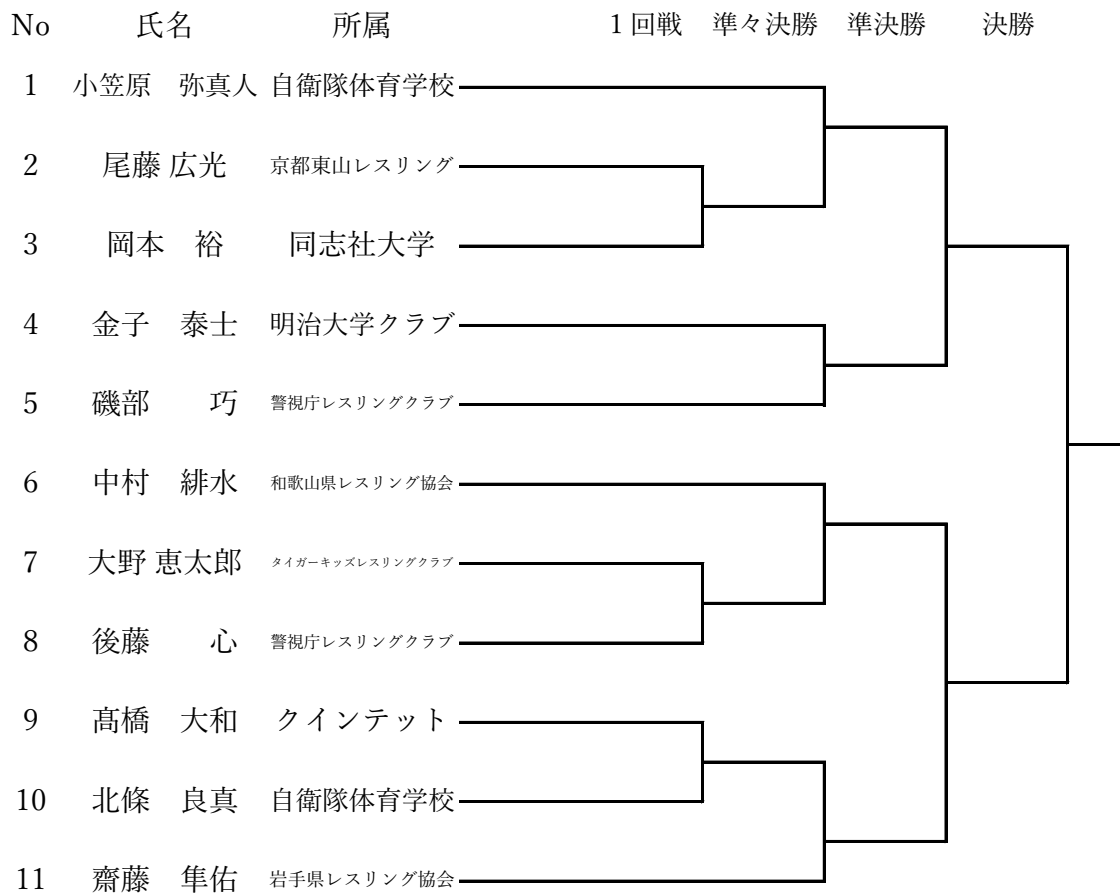 No 氏名 所属 1回戦 準々決勝 準決勝 決勝
1 小笠原　弥真人 自衛隊体育学校
2 尾藤 広光 京都東山レスリング
3 岡本　裕 同志社大学
4 金子　泰士 明治大学クラブ
5 磯部　　巧 警視庁レスリングクラブ
6 中村　緋水 和歌山県レスリング協会
7 大野 恵太郎 タイガーキッズレスリングクラブ
8 後藤　　心 警視庁レスリングクラブ
9 髙橋　大和 クインテット
10 北條　良真 自衛隊体育学校
11 齋藤　隼佑 岩手県レスリング協会